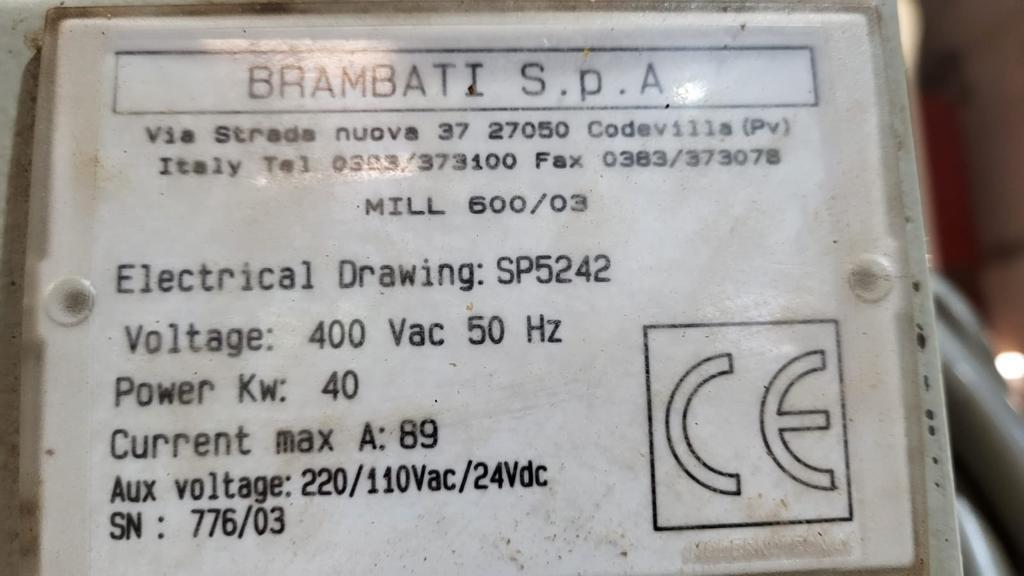 BRAMBATI S.p.A
Via Strada nuova 37 27050 Codevilla (Pv)
Italy Tel 0383/373100 Fax 0383/373078
MILL 600/03
Electrical Drawing: SP5242
Voltage: 400 Vac 50 Hz
Power Kw: 40
Current max A: 89
Aux voltage: 220/110Vac/24Vdc
SN : 776/03
CE